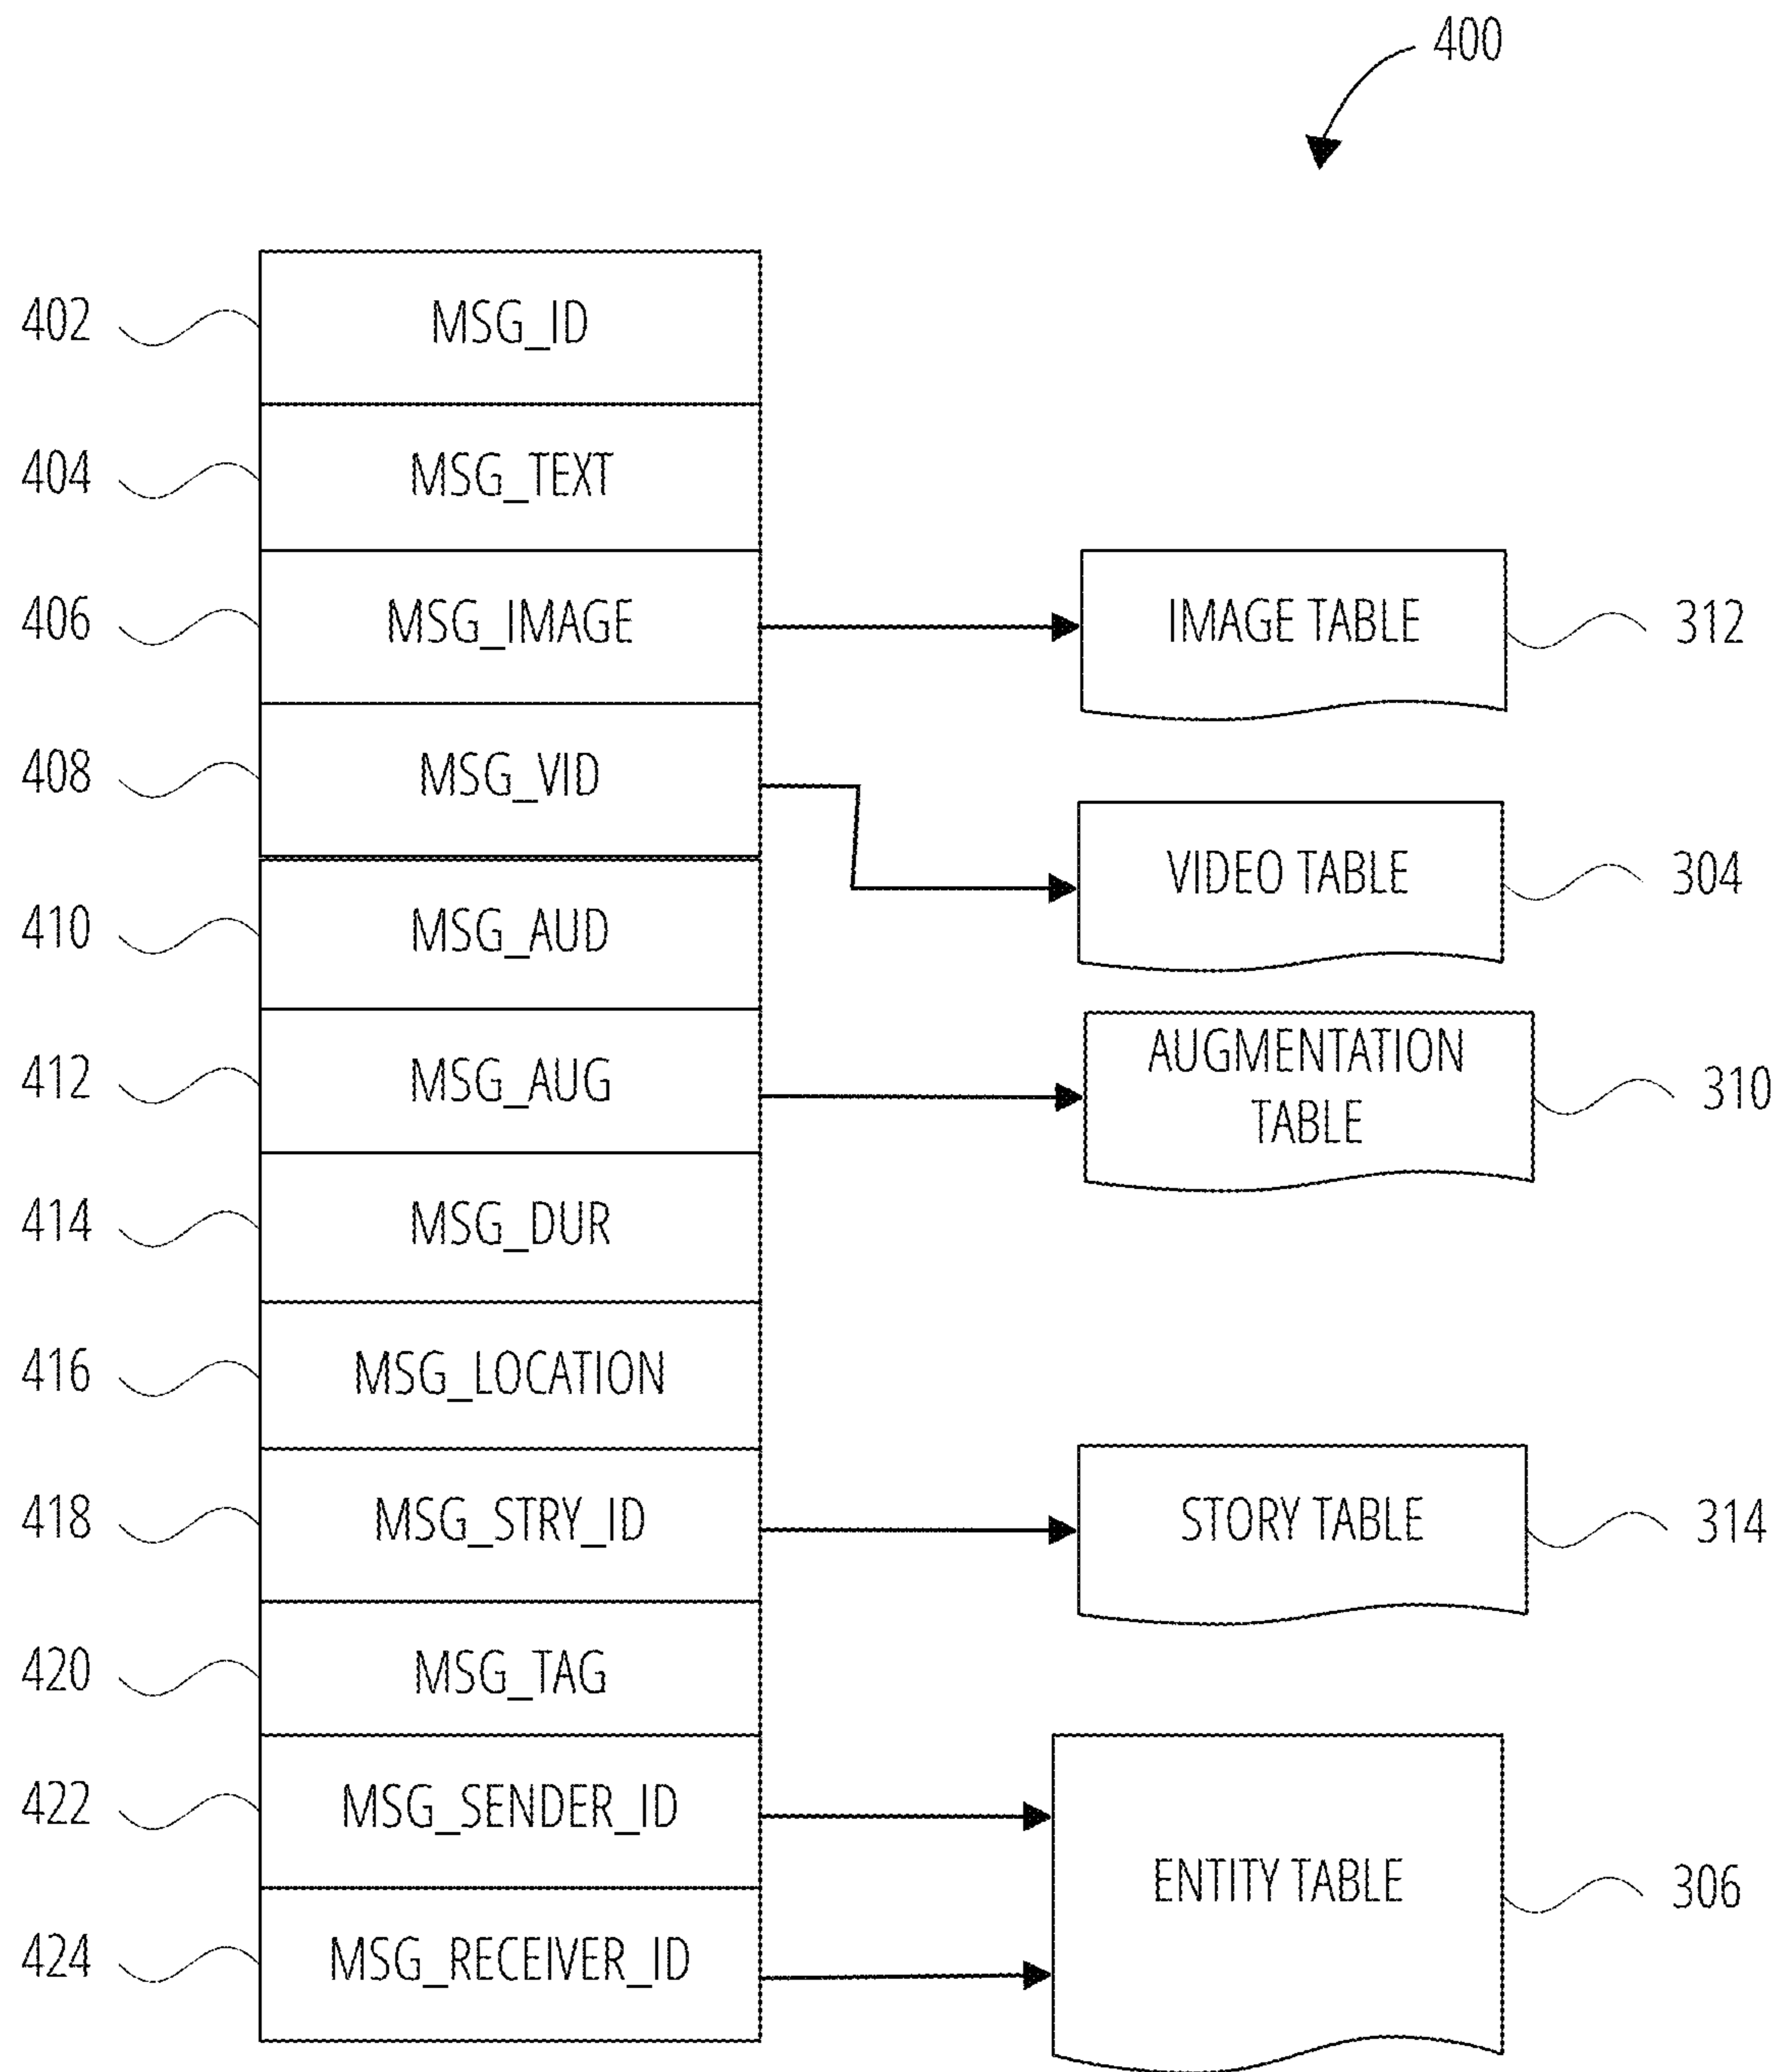 400
402 MSG_ID
404 MSG_TEXT
406 MSG_IMAGE IMAGE TABLE 312
408 MSG_VID
VIDEO TABLE 304
410 MSG_AUD
412 MSG_AUG AUGMENTATION
TABLE 310
414 MSG_DUR
416 MSG_LOCATION
418 MSG_STRY_ID STORY TABLE 314
420 MSG_TAG
422 MSG_SENDER_ID
ENTITY TABLE 306
424 MSG_RECEIVER_ID